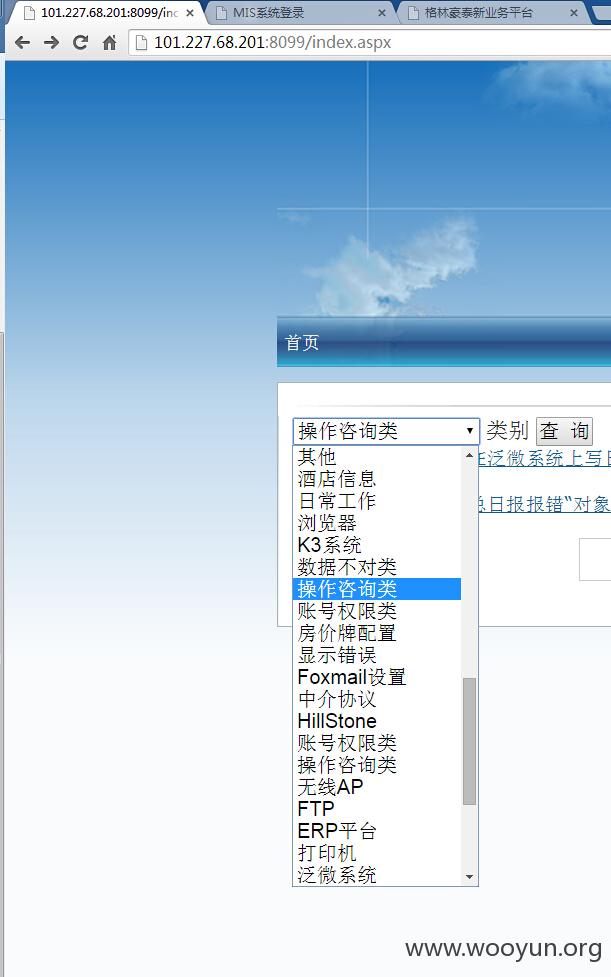 101.227.68.201:8099/inc
MIS系统登录
格林豪泰新业务平台
101.227.68.201:8099/index.aspx
首页
操作咨询类 类别 查 询
其他
在泛微系统上写日
酒店信息
日常工作
总日报报错“对象
浏览器
K3系统
数据不对类
操作咨询类
账号权限类
房价牌配置
显示错误
Foxmail设置
中介协议
HillStone
账号权限类
操作咨询类
无线AP
FTP
ERP平台
打印机
泛微系统
www.wooyun.org